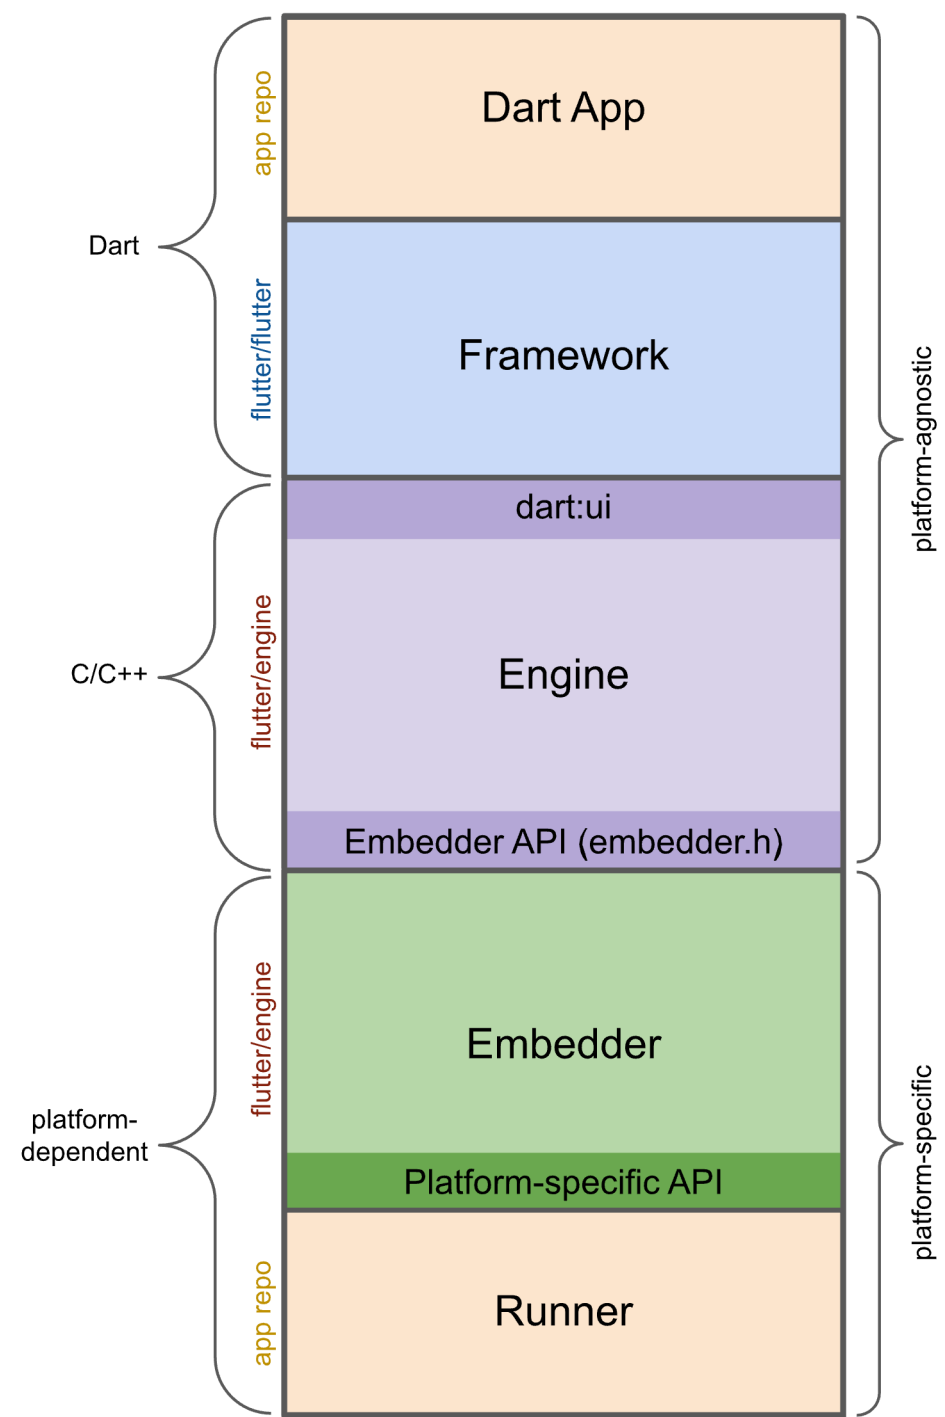 app repo
Dart App
Dart
flutter/flutter
Framework
platform-agnostic
dart:ui
C/C++
flutter/engine
Engine
Embedder API (embedder.h)
flutter/engine
Embedder
platform-
dependent
platform-specific
Platform-specific API
app repo
Runner